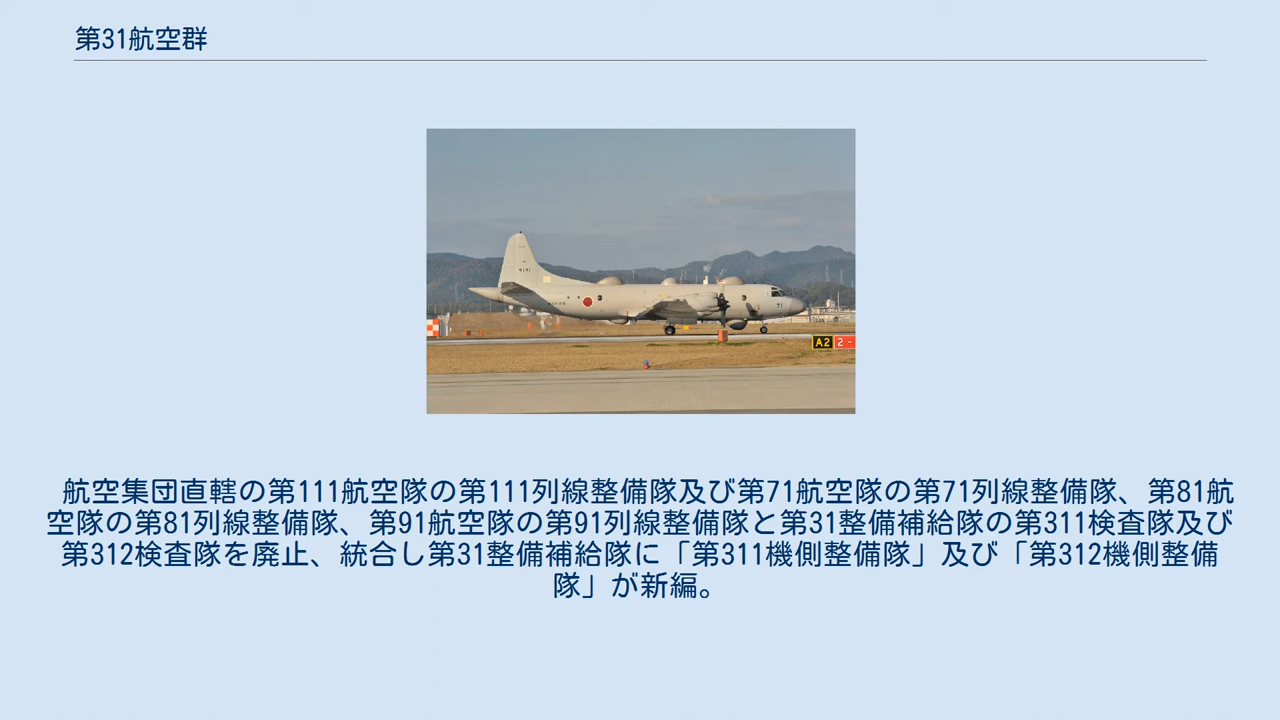 第31航空群
A2 2-
航空集団直轄の第111航空隊の第111列線整備隊及び第71航空隊の第71列線整備隊、第81航
空隊の第81列線整備隊、第91航空隊の第91列線整備隊と第31整備補給隊の第311検査隊及び
第312検査隊を廃止、統合し第31整備補給隊に「第311機側整備隊」及び「第312機側整備
隊」が新編。